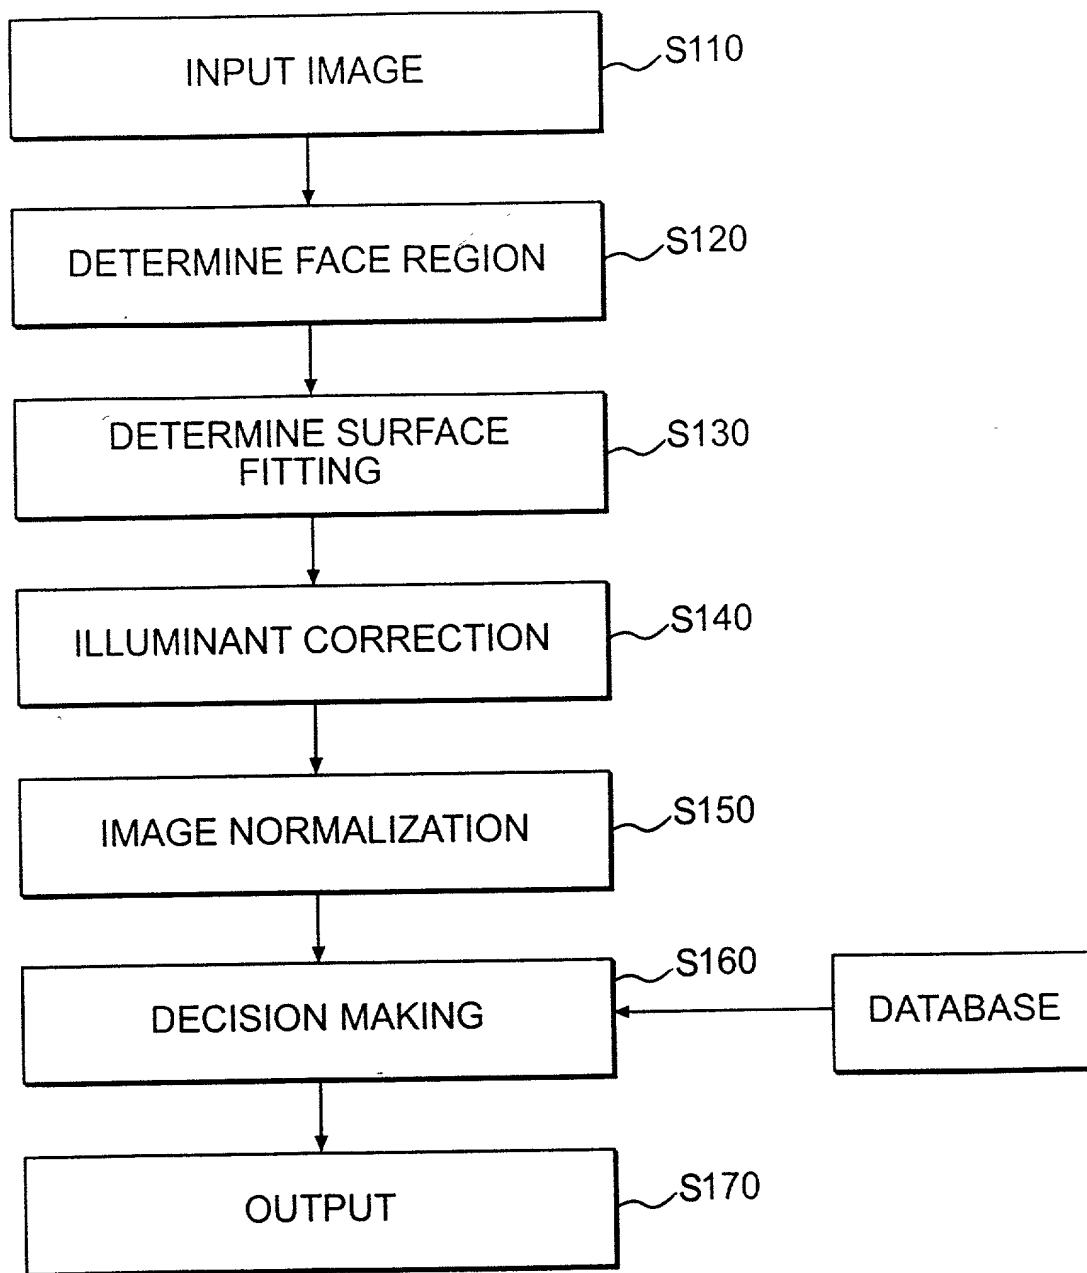 INPUT IMAGE
S110
DETERMINE FACE REGION
S120
DETERMINE SURFACE
FITTING
S130
ILLUMINANT CORRECTION
S140
IMAGE NORMALIZATION
S150
DECISION MAKING
S160
DATABASE
OUTPUT
S170